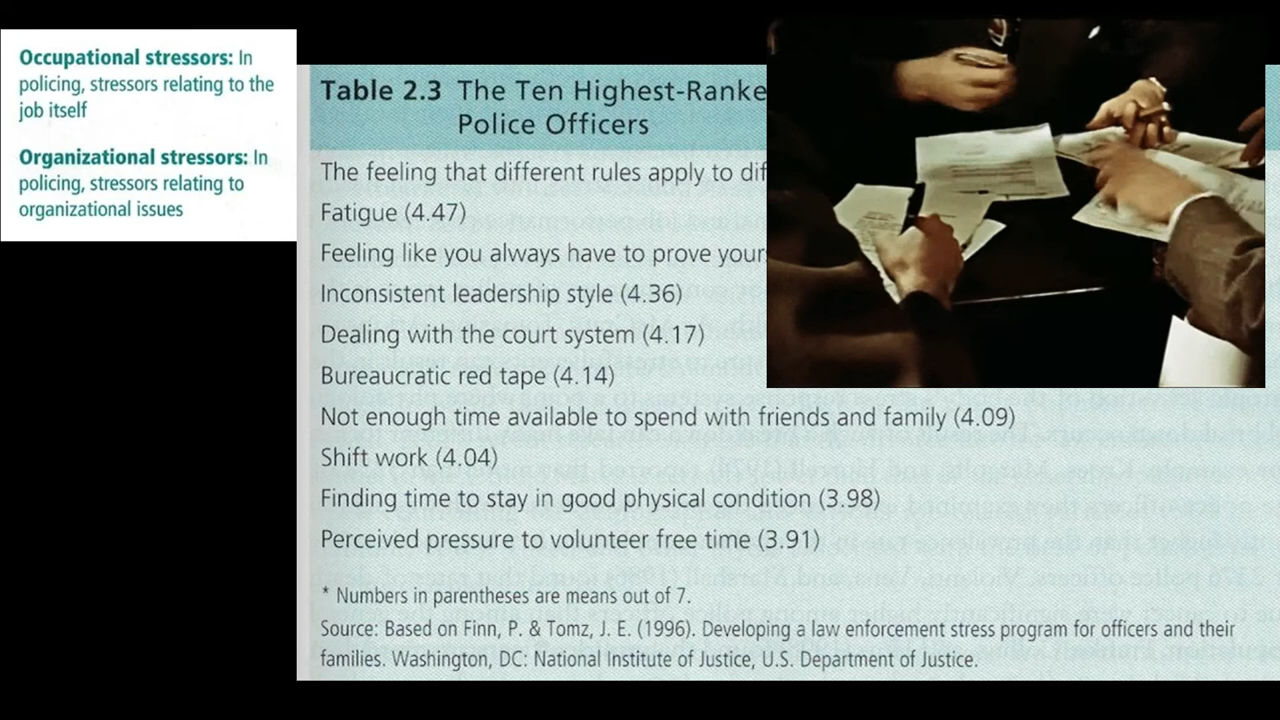 Occupational stressors: In
policing, stressors relating to the
job itself
Organizational stressors: In
policing, stressors relating to
organizational issues
Table 2.3 The Ten Highest-Ranke
Police Officers
The feeling that different rules apply to dif
Fatigue (4.47)
Feeling like you always have to prove your
Inconsistent leadership style (4.36)
Dealing with the court system (4.17)
Bureaucratic red tape (4.14)
Not enough time available to spend with friends and family (4.09)
Shift work (4.04)
Finding time to stay in good physical condition (3.98)
Perceived pressure to volunteer free time (3.91)
* Numbers in parentheses are means out of 7.
Source: Based on Finn, P. & Tomz, J. E. (1996). Developing a law enforcement stress program for officers and their
families. Washington, DC: National Institute of Justice, U.S. Department of Justice.